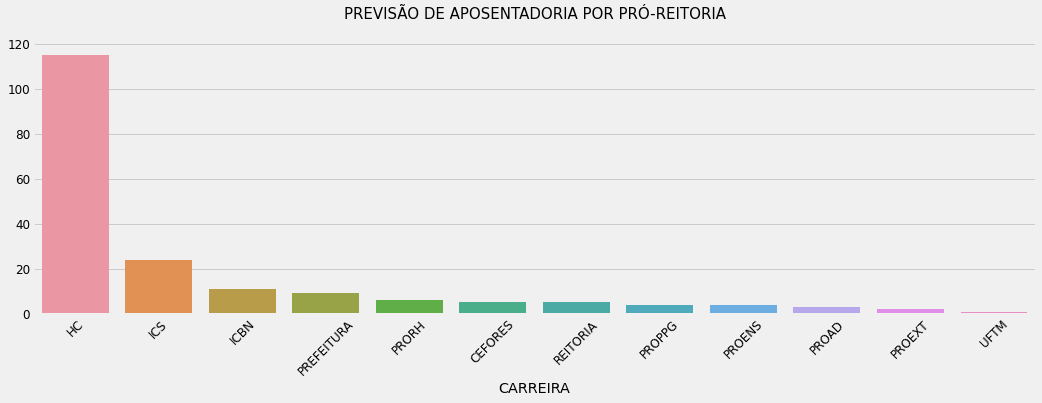 PREVISÃO DE APOSENTADORIA POR PRÓ-REITORIA
120
100
80
60
40
20
0
HC
ICS
ICBN
PREFEITURA
PRORH
CEFORES
REITORIA
PROPPG
PROENS
PROAD
PROEXT
UFTM
CARREIRA